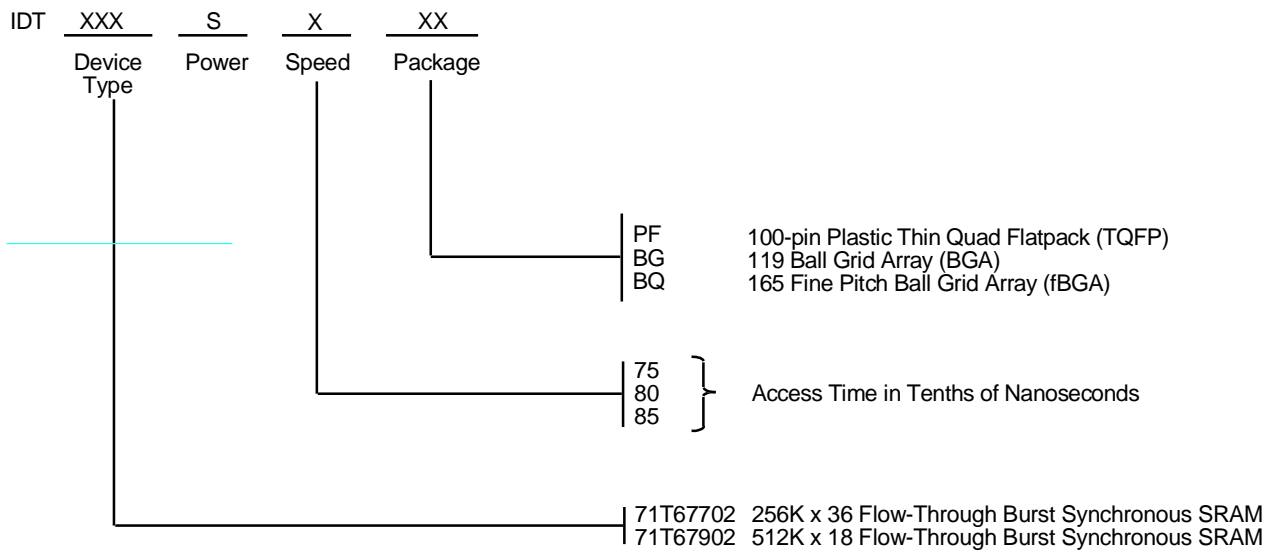 IDT XXX S X XX
Device Type Power Speed Package
PF 100-pin Plastic Thin Quad Flatpack (TQFP)
BG 119 Ball Grid Array (BGA)
BQ 165 Fine Pitch Ball Grid Array (fBGA)
75
80 Access Time in Tenths of Nanoseconds
85
71T67702 256K x 36 Flow-Through Burst Synchronous SRAM
71T67902 512K x 18 Flow-Through Burst Synchronous SRAM